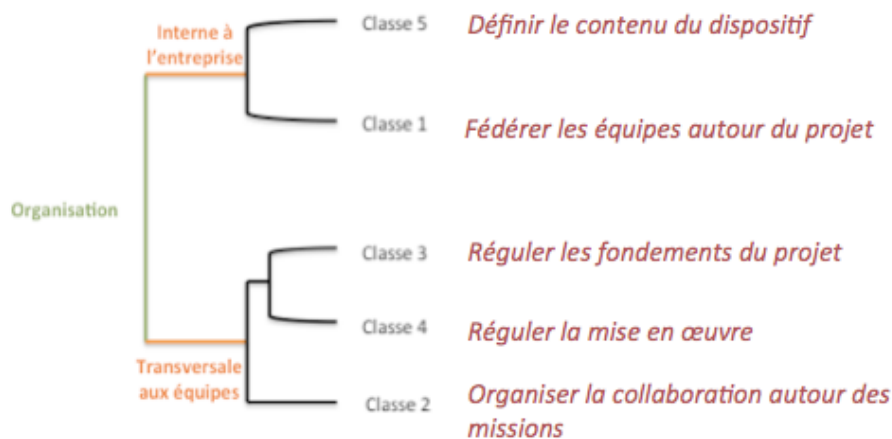 Interne à
l'entreprise
Classe 5
Définir le contenu du dispositif
Classe 1
Fédérer les équipes autour du projet
Organisation
Classe 3
Réguler les fondements du projet
Classe 4
Réguler la mise en œuvre
Transversale
aux équipes
Classe 2
Organiser la collaboration autour des
missions